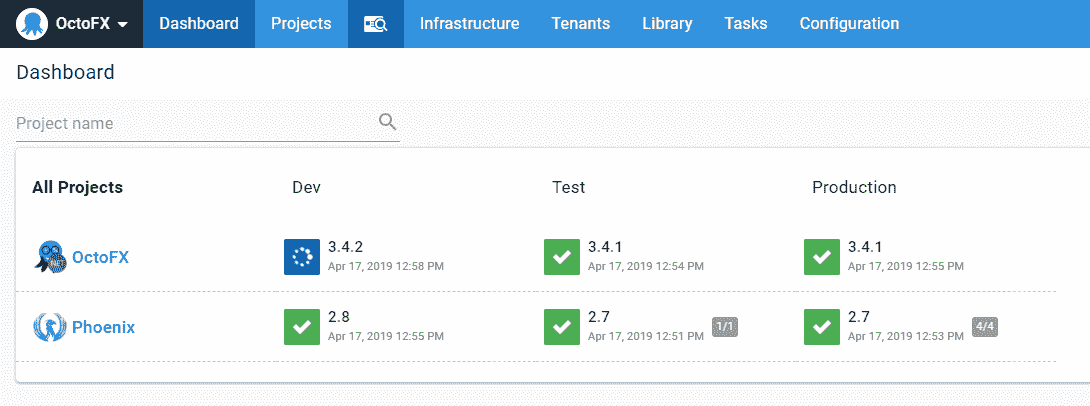 OctoFX Dashboard Projects Infrastructure Tenants Library Tasks Configuration
Dashboard
Project name
All Projects Dev Test Production
OctoFX 3.4.2 3.4.1 3.4.1
Apr 17, 2019 12:58 PM Apr 17, 2019 12:54 PM Apr 17, 2019 12:55 PM
Phoenix 2.8 2.7 1/1 2.7 4/4
Apr 17, 2019 12:55 PM Apr 17, 2019 12:51 PM Apr 17, 2019 12:53 PM